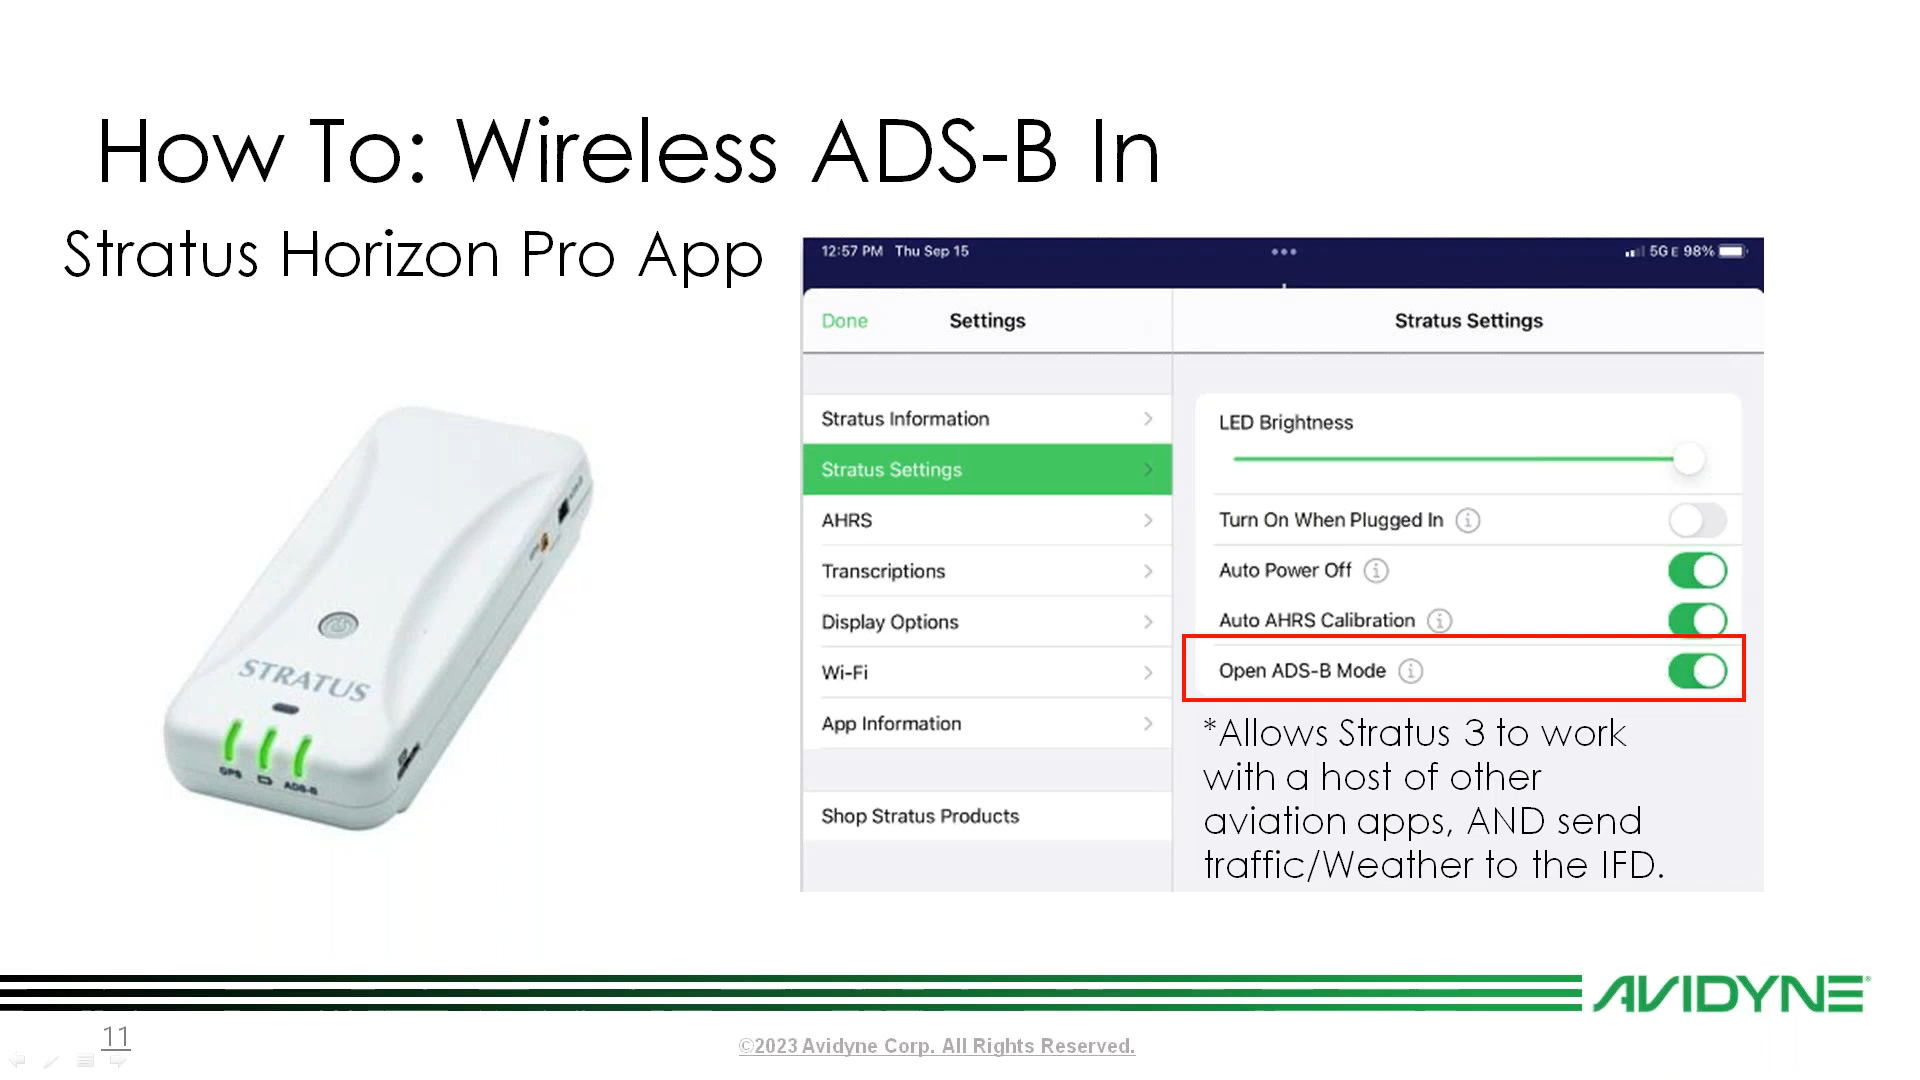 How To: Wireless ADS-B In
Stratus Horizon Pro App
12:57 PM Thu Sep 15
5G E 98%
Done
Settings
Stratus Settings
Stratus Information
Stratus Settings
AHRS
Transcriptions
Display Options
Wi-Fi
App Information
Shop Stratus Products
LED Brightness
Turn On When Plugged In
Auto Power Off
Auto AHRS Calibration
Open ADS-B Mode
*Allows Stratus 3 to work
with a host of other
aviation apps, AND send
traffic/Weather to the IFD.
STRATUS
GPS
ADS-B
AVIDYNE®
11
©2023 Avidyne Corp. All Rights Reserved.